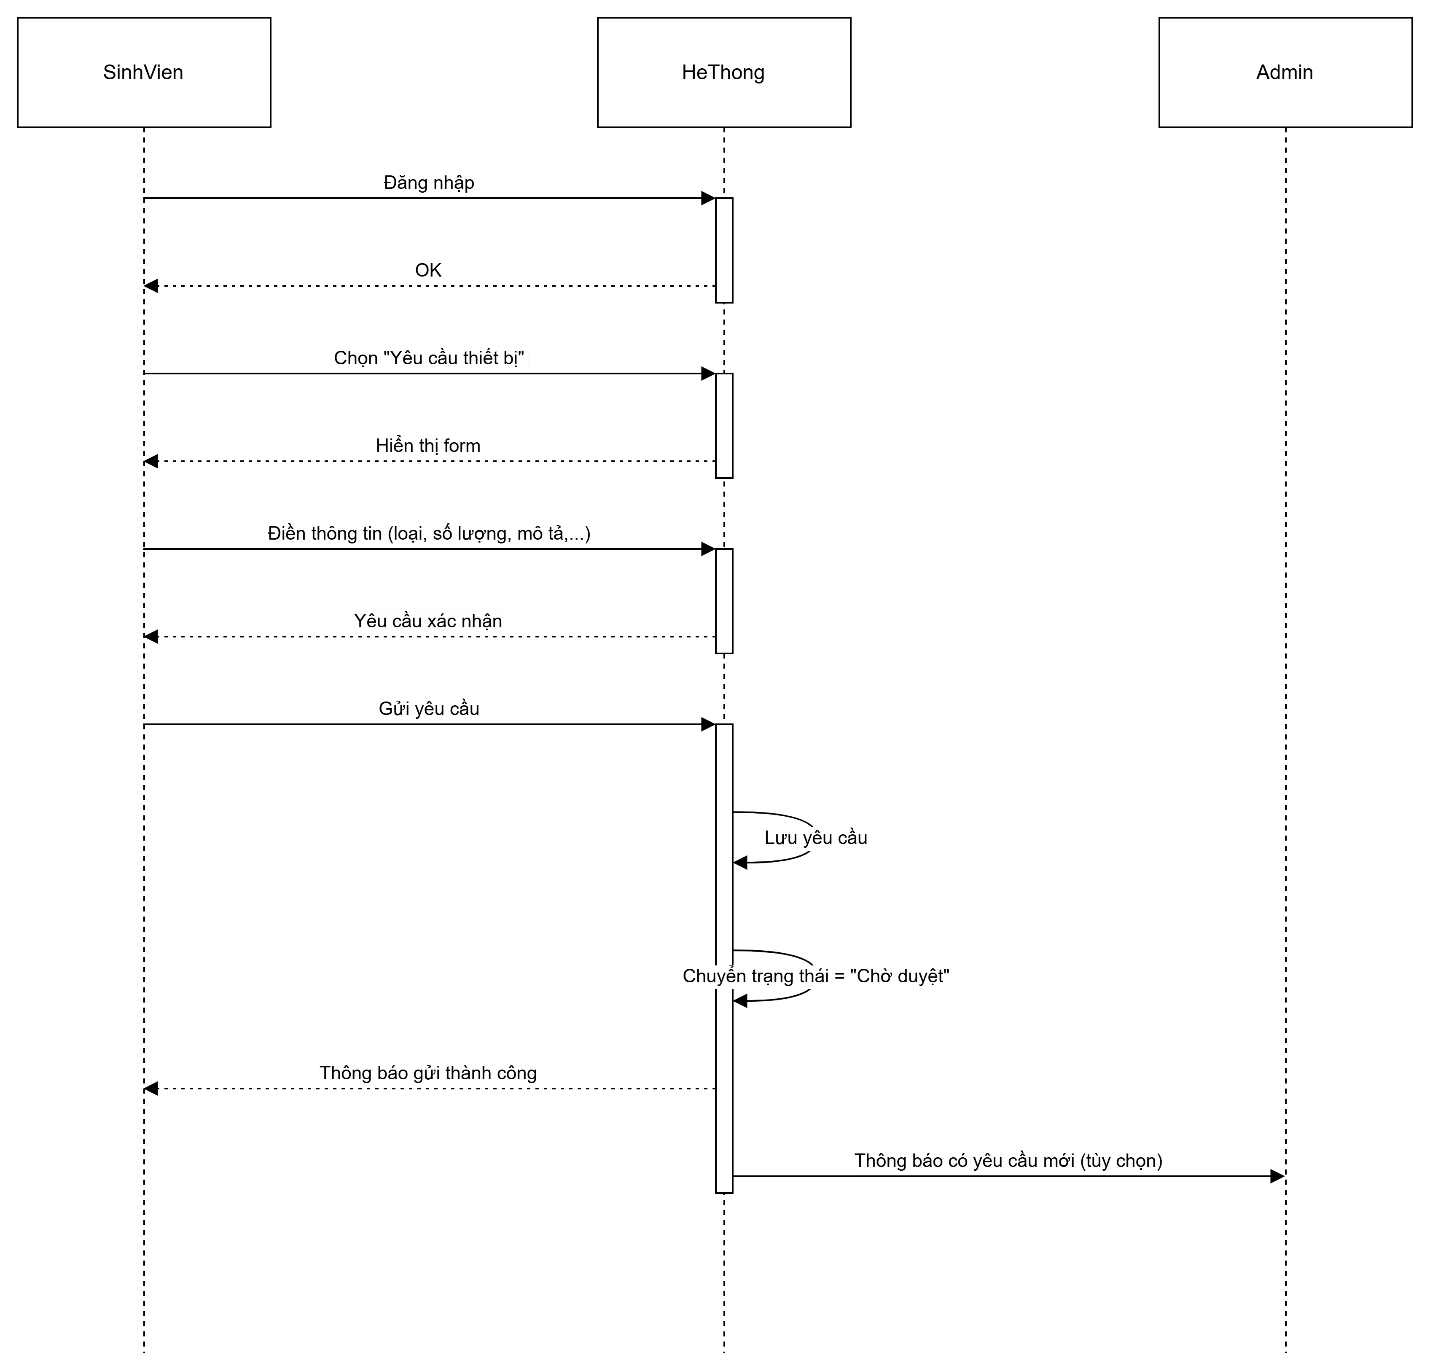 SinhVien
HeThong
Admin
Đăng nhập
OK
Chọn "Yêu cầu thiết bị"
Hiển thị form
Điền thông tin (loại, số lượng, mô tả,...)
Yêu cầu xác nhận
Gửi yêu cầu
Lưu yêu cầu
Chuyển trạng thái = "Chờ duyệt"
Thông báo gửi thành công
Thông báo có yêu cầu mới (tùy chọn)